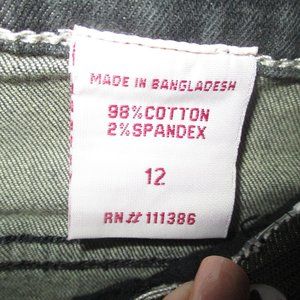 MADE IN BANGLADESH
98%COTTON
2%SPANDEX
12
RN# 111386